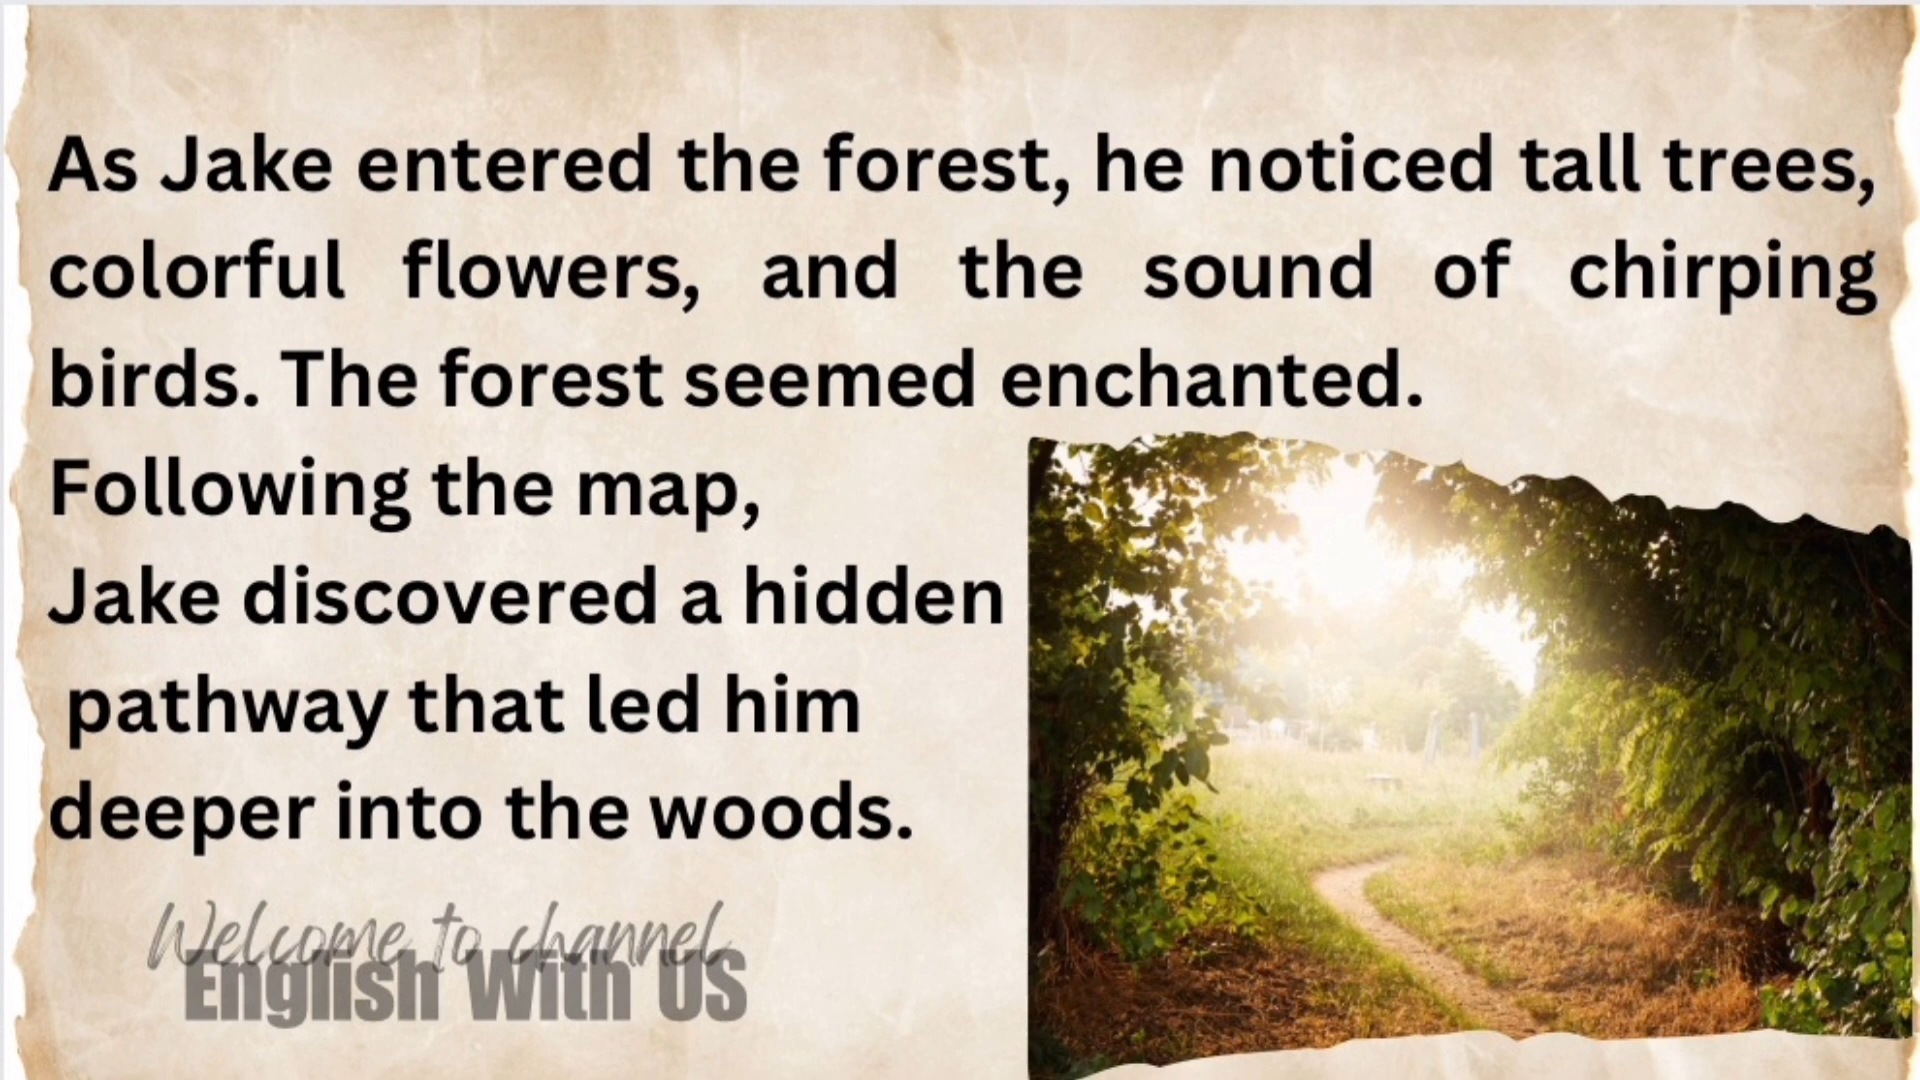 As Jake entered the forest, he noticed tall trees,
colorful flowers, and the sound of chirping
birds. The forest seemed enchanted.
Following the map,
Jake discovered a hidden
pathway that led him
deeper into the woods.
Welcome to channel
English With US